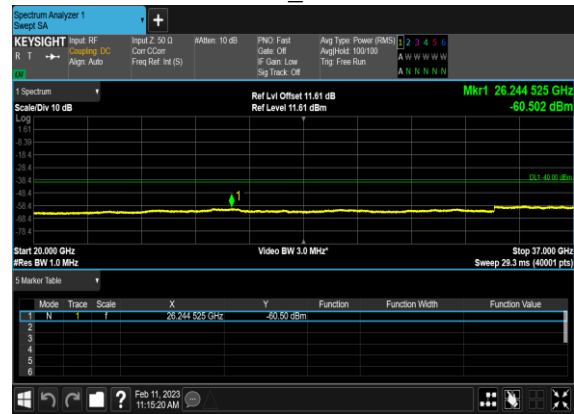 Spectrum Analyzer 1
Swept SA
+
KEYSIGHT Input: RF Input Z: 50 Ω #Atten: 10 dB PNO: Fast Avg Type: Power (RMS) 1 2 3 4 5 6
R T Coupling: DC Corr CCorr Gate: Off Avg|Hold: 100/100 A W W W W W
Align: Auto Freq Ref: Int (S) IF Gain: Low Trig: Free Run
LXI Sig Track: Off A N N N N N
1 Spectrum Ref Lvl Offset 11.61 dB Mkr1 26.244 525 GHz
Scale/Div 10 dB Ref Level 11.61 dBm -60.502 dBm
Log
1.61
-8.39
-18.4
-28.4
-38.4 DL1 -40.00 dBm
-48.4 1
-58.4
-68.4
-78.4
Start 20.000 GHz Video BW 3.0 MHz* Stop 37.000 GHz
#Res BW 1.0 MHz Sweep 29.3 ms (40001 pts)
5 Marker Table
Mode Trace Scale X Y Function Function Width Function Value
1 N 1 f 26.244 525 GHz -60.50 dBm
2
3
4
5
6
? Feb 11, 2023
11:15:20 AM